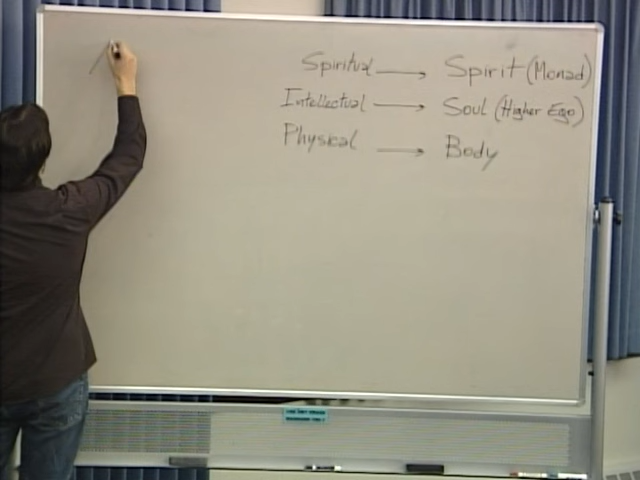 Spiritual → Spirit (Monad)
Intellectual → Soul (Higher Ego)
Physical → Body